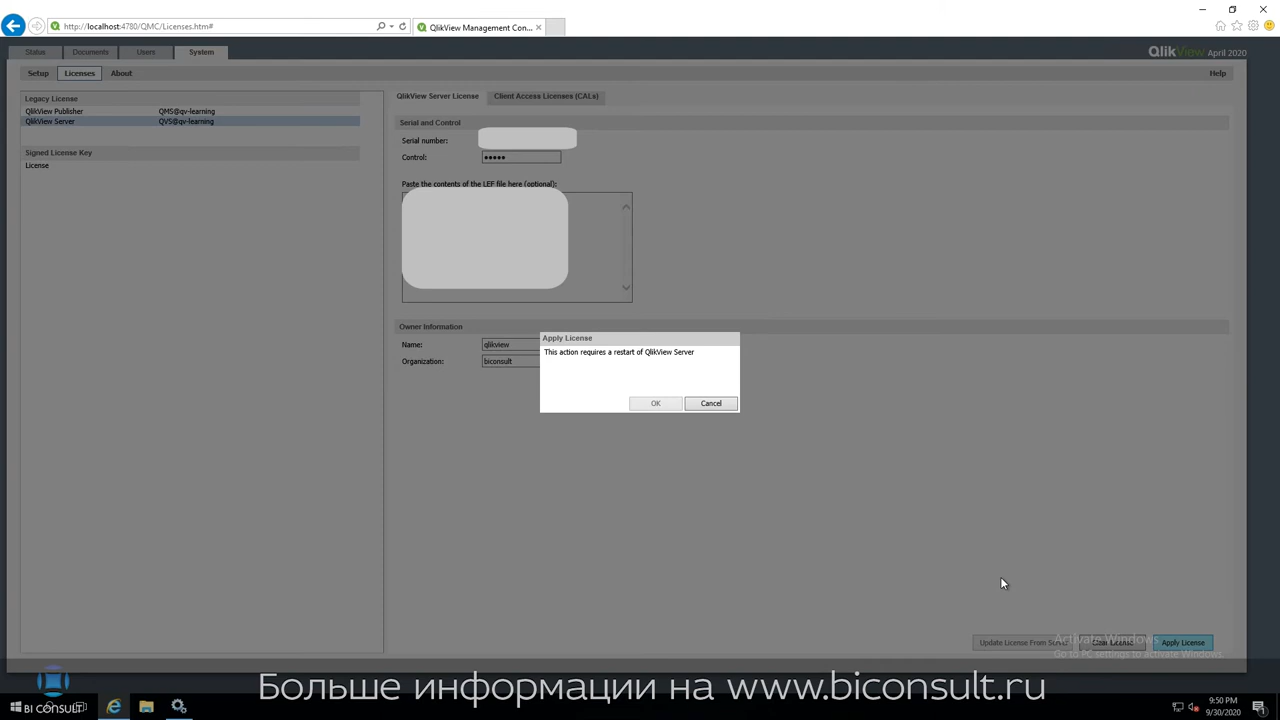 http://localhost:4780/QMC/Licenses.htm#
QlikView Management Con...
Status
Documents
Users
System
QlikView April 2020
Setup
Licenses
About
Help
Legacy License
QlikView Publisher QMS@qv-learning
QlikView Server QVS@qv-learning
Signed License Key
License
QlikView Server License
Client Access Licenses (CALs)
Serial and Control
Serial number:
Control: •••••
Paste the contents of the LEF file here (optional):
Owner Information
Name: qlikview
Organization: biconsult
Apply License
This action requires a restart of QlikView Server
OK
Cancel
Update License From Server
Clear License
Apply License
Activate Windows
Go to PC settings to activate Windows.
Больше информации на www.biconsult.ru
BI CONSULT
9:50 PM
9/30/2020